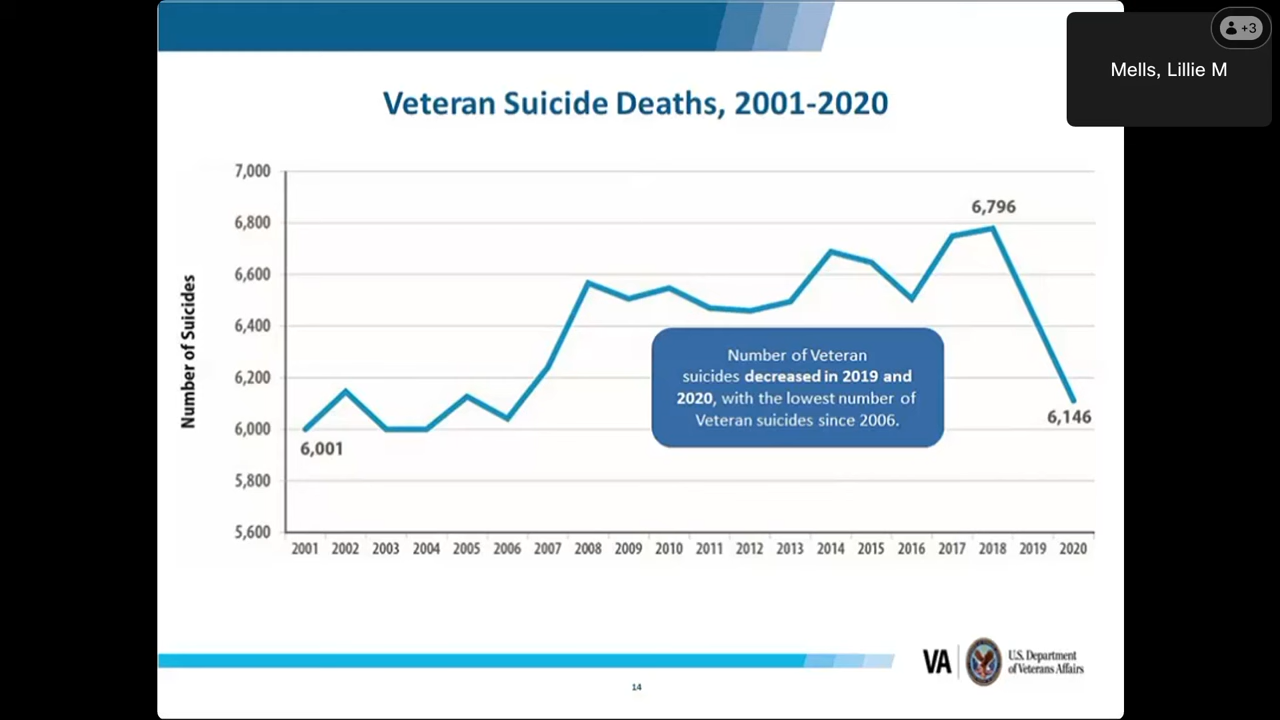 +3
Mells, Lillie M
Veteran Suicide Deaths, 2001-2020
7,000
6,800
6,600
6,400
6,200
6,000
5,800
5,600
Number of Suicides
6,796
6,001
6,146
Number of Veteran
suicides decreased in 2019 and
2020, with the lowest number of
Veteran suicides since 2006.
2001 2002 2003 2004 2005 2006 2007 2008 2009 2010 2011 2012 2013 2014 2015 2016 2017 2018 2019 2020
VA
U.S. Department
of Veterans Affairs
14